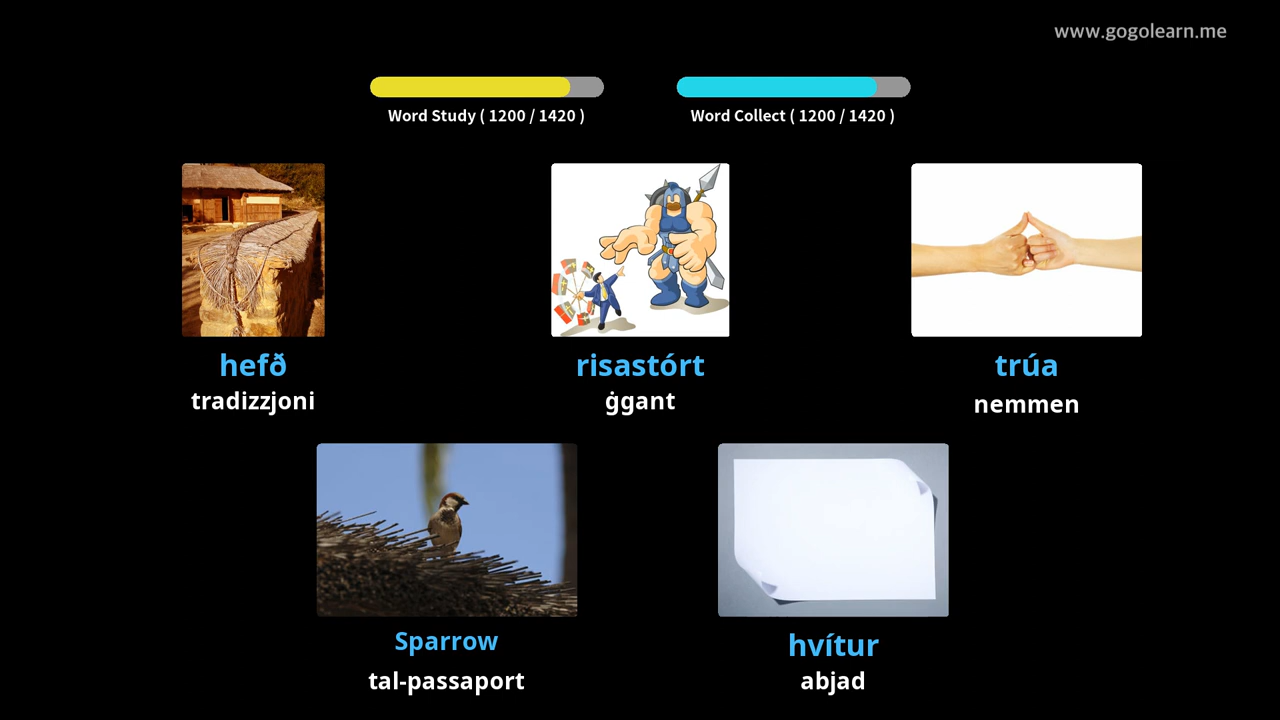 www.gogolearn.me
Word Study ( 1200 / 1420 )
Word Collect ( 1200 / 1420 )
hefð
tradizzjoni
risastórt
ġgant
trúa
nemmen
Sparrow
tal-passaport
hvítur
abjad